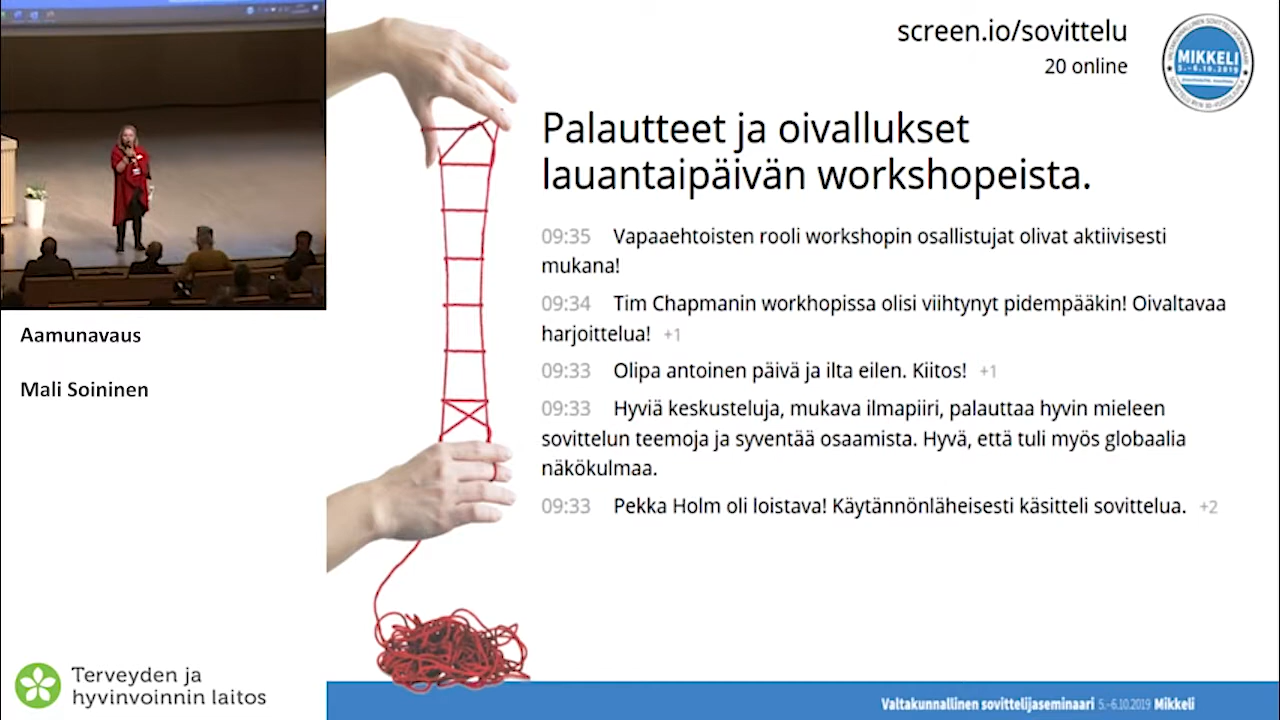 screen.io/sovittelu
20 online
MIKKELI
5.-6.10.2019
Palautteet ja oivallukset
lauantaipäivän workshopeista.
09:35 Vapaaehtoisten rooli workshopin osallistujat olivat aktiivisesti
mukana!
09:34 Tim Chapmanin workhopissa olisi viihtynyt pidempääkin! Oivaltavaa
harjoittelua! +1
09:33 Olipa antoinen päivä ja ilta eilen. Kiitos! +1
09:33 Hyviä keskusteluja, mukava ilmapiiri, palauttaa hyvin mieleen
sovittelun teemoja ja syventää osaamista. Hyvä, että tuli myös globaalia
näkökulmaa.
09:33 Pekka Holm oli loistava! Käytännönläheisesti käsitteli sovittelua. +2
Aamunavaus
Mali Soininen
Terveyden ja
hyvinvoinnin laitos
Valtakunnallinen sovittelijaseminaari 5.-6.10.2019 Mikkeli